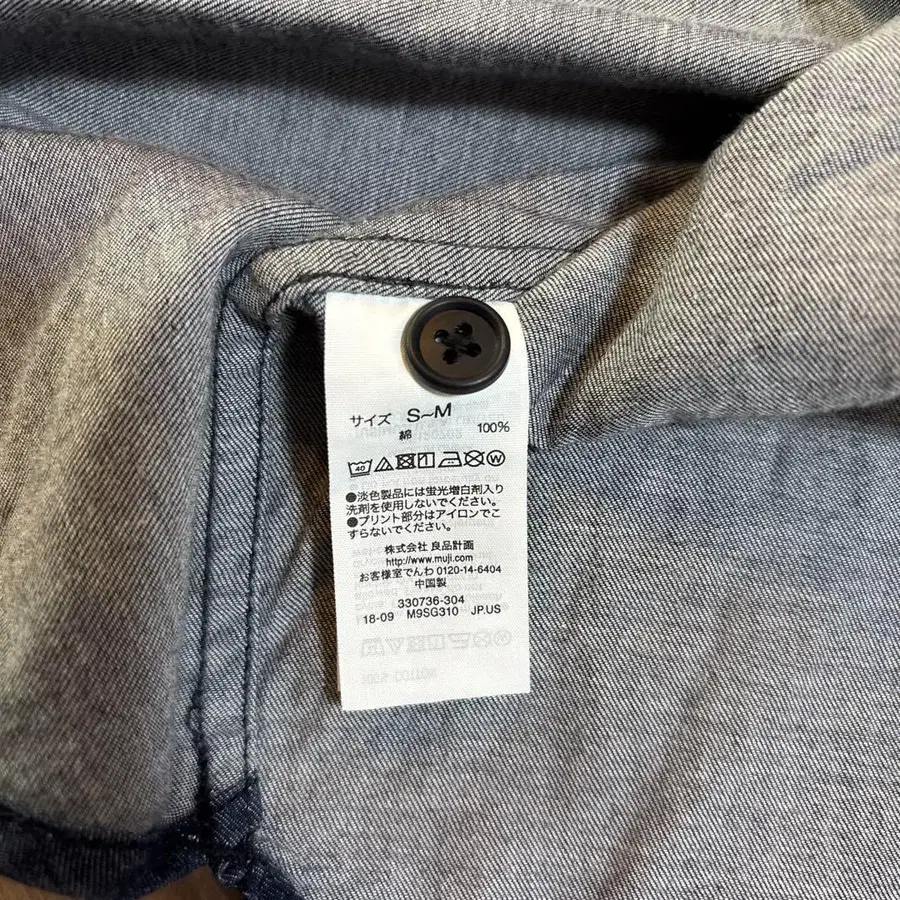 サイズ S~M
綿 100%
40
●淡色製品には蛍光増白剤入り
洗剤を使用しないでください。
●プリント部分はアイロンでこ
すらないでください。
株式会社 良品計画
http://www.muji.com
お客様室でんわ 0120-14-6404
中国製
330736-304
18-09 M9SG310 JP.US